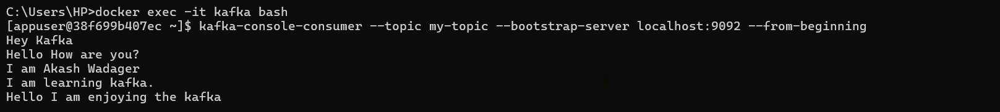 C:\Users\HP>docker exec -it kafka bash
[appuser@38f699b407ec ~]$ kafka-console-consumer --topic my-topic --bootstrap-server localhost:9092 --from-beginning
Hey Kafka
Hello How are you?
I am Akash Wadager
I am learning kafka.
Hello I am enjoying the kafka